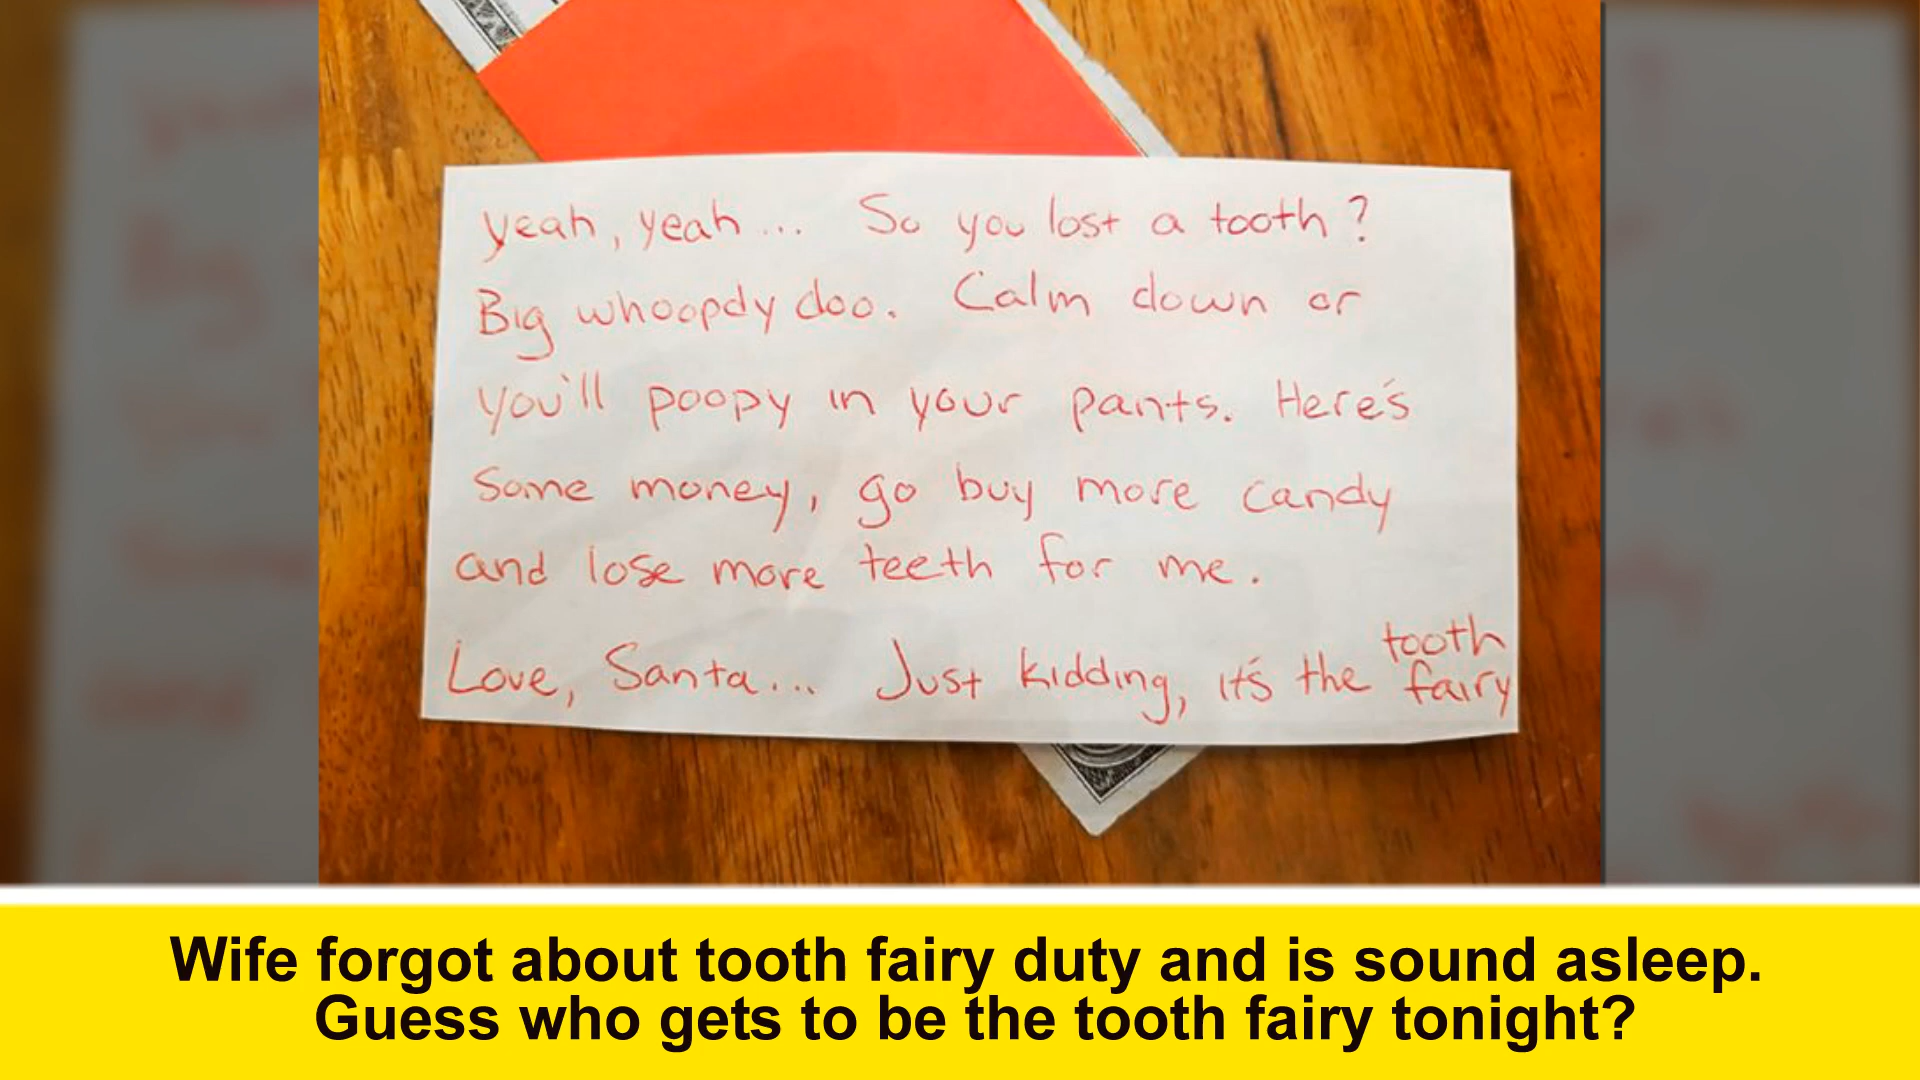 yeah, yeah... So you lost a tooth?
Big whoopdy doo. Calm down or
you'll poopy in your pants. Here's
some money, go buy more candy
and lose more teeth for me.
Love, Santa... Just kidding, it's the tooth fairy
Wife forgot about tooth fairy duty and is sound asleep.
Guess who gets to be the tooth fairy tonight?